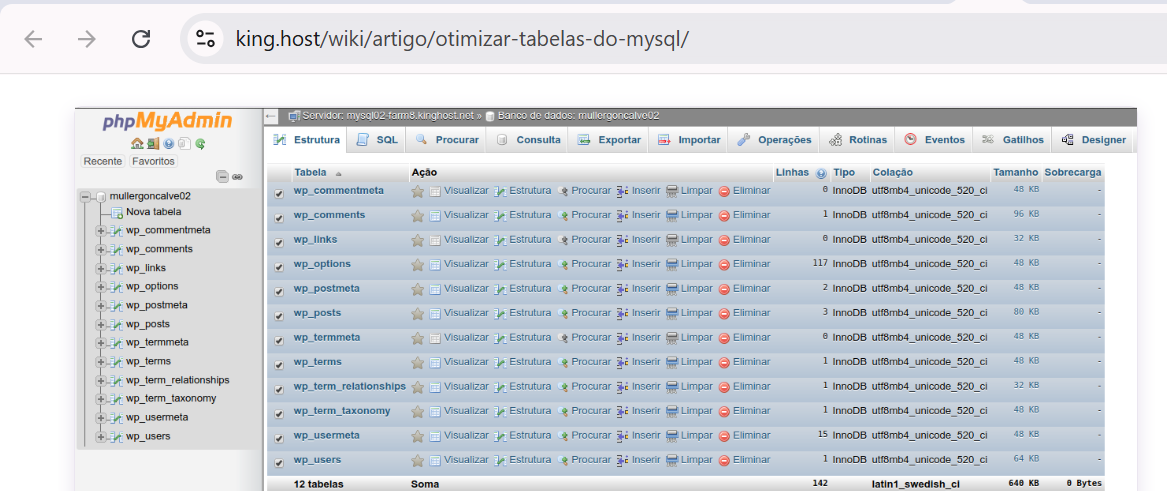 king.host/wiki/artigo/otimizar-tabelas-do-mysql/
phpMyAdmin
Recente Favoritos
mullergoncalve02
Nova tabela
wp_commentmeta
wp_comments
wp_links
wp_options
wp_postmeta
wp_posts
wp_termmeta
wp_terms
wp_term_relationships
wp_term_taxonomy
wp_usermeta
wp_users
Servidor: mysql02-farm8.kinghost.net » Banco de dados: mullergoncalve02
Estrutura SQL Procurar Consulta Exportar Importar Operações Rotinas Eventos Gatilhos Designer
Tabela Ação Linhas Tipo Colação Tamanho Sobrecarga
wp_commentmeta Visualizar Estrutura Procurar Inserir Limpar Eliminar 0 InnoDB utf8mb4_unicode_520_ci 48 KB -
wp_comments Visualizar Estrutura Procurar Inserir Limpar Eliminar 1 InnoDB utf8mb4_unicode_520_ci 96 KB -
wp_links Visualizar Estrutura Procurar Inserir Limpar Eliminar 0 InnoDB utf8mb4_unicode_520_ci 32 KB -
wp_options Visualizar Estrutura Procurar Inserir Limpar Eliminar 117 InnoDB utf8mb4_unicode_520_ci 48 KB -
wp_postmeta Visualizar Estrutura Procurar Inserir Limpar Eliminar 2 InnoDB utf8mb4_unicode_520_ci 48 KB -
wp_posts Visualizar Estrutura Procurar Inserir Limpar Eliminar 3 InnoDB utf8mb4_unicode_520_ci 80 KB -
wp_termmeta Visualizar Estrutura Procurar Inserir Limpar Eliminar 0 InnoDB utf8mb4_unicode_520_ci 48 KB -
wp_terms Visualizar Estrutura Procurar Inserir Limpar Eliminar 1 InnoDB utf8mb4_unicode_520_ci 48 KB -
wp_term_relationships Visualizar Estrutura Procurar Inserir Limpar Eliminar 1 InnoDB utf8mb4_unicode_520_ci 32 KB -
wp_term_taxonomy Visualizar Estrutura Procurar Inserir Limpar Eliminar 1 InnoDB utf8mb4_unicode_520_ci 48 KB -
wp_usermeta Visualizar Estrutura Procurar Inserir Limpar Eliminar 15 InnoDB utf8mb4_unicode_520_ci 48 KB -
wp_users Visualizar Estrutura Procurar Inserir Limpar Eliminar 1 InnoDB utf8mb4_unicode_520_ci 64 KB -
12 tabelas Soma 142 latin1_swedish_ci 640 KB 0 Bytes